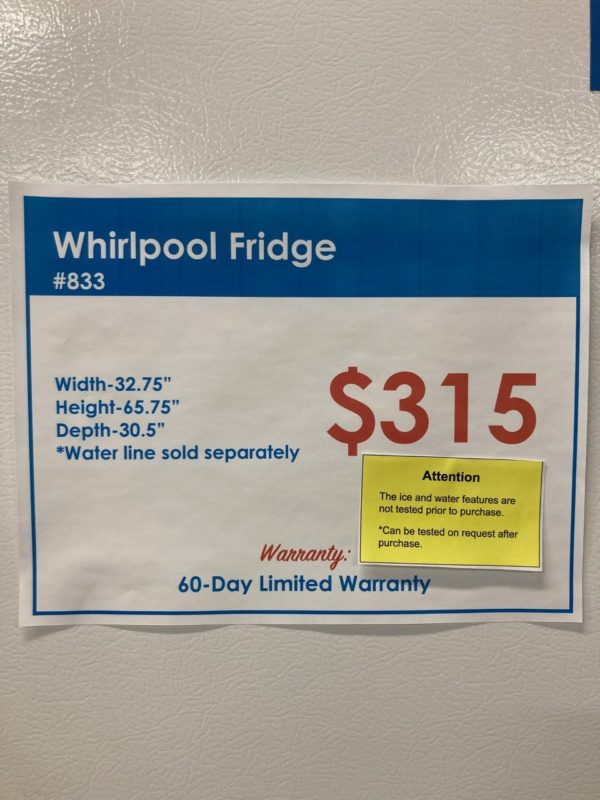 Whirlpool Fridge
#833
Width-32.75”
Height-65.75”
Depth-30.5”
*Water line sold separately
$315
Attention
The ice and water features are
not tested prior to purchase.
*Can be tested on request after
purchase.
Warranty:
60-Day Limited Warranty